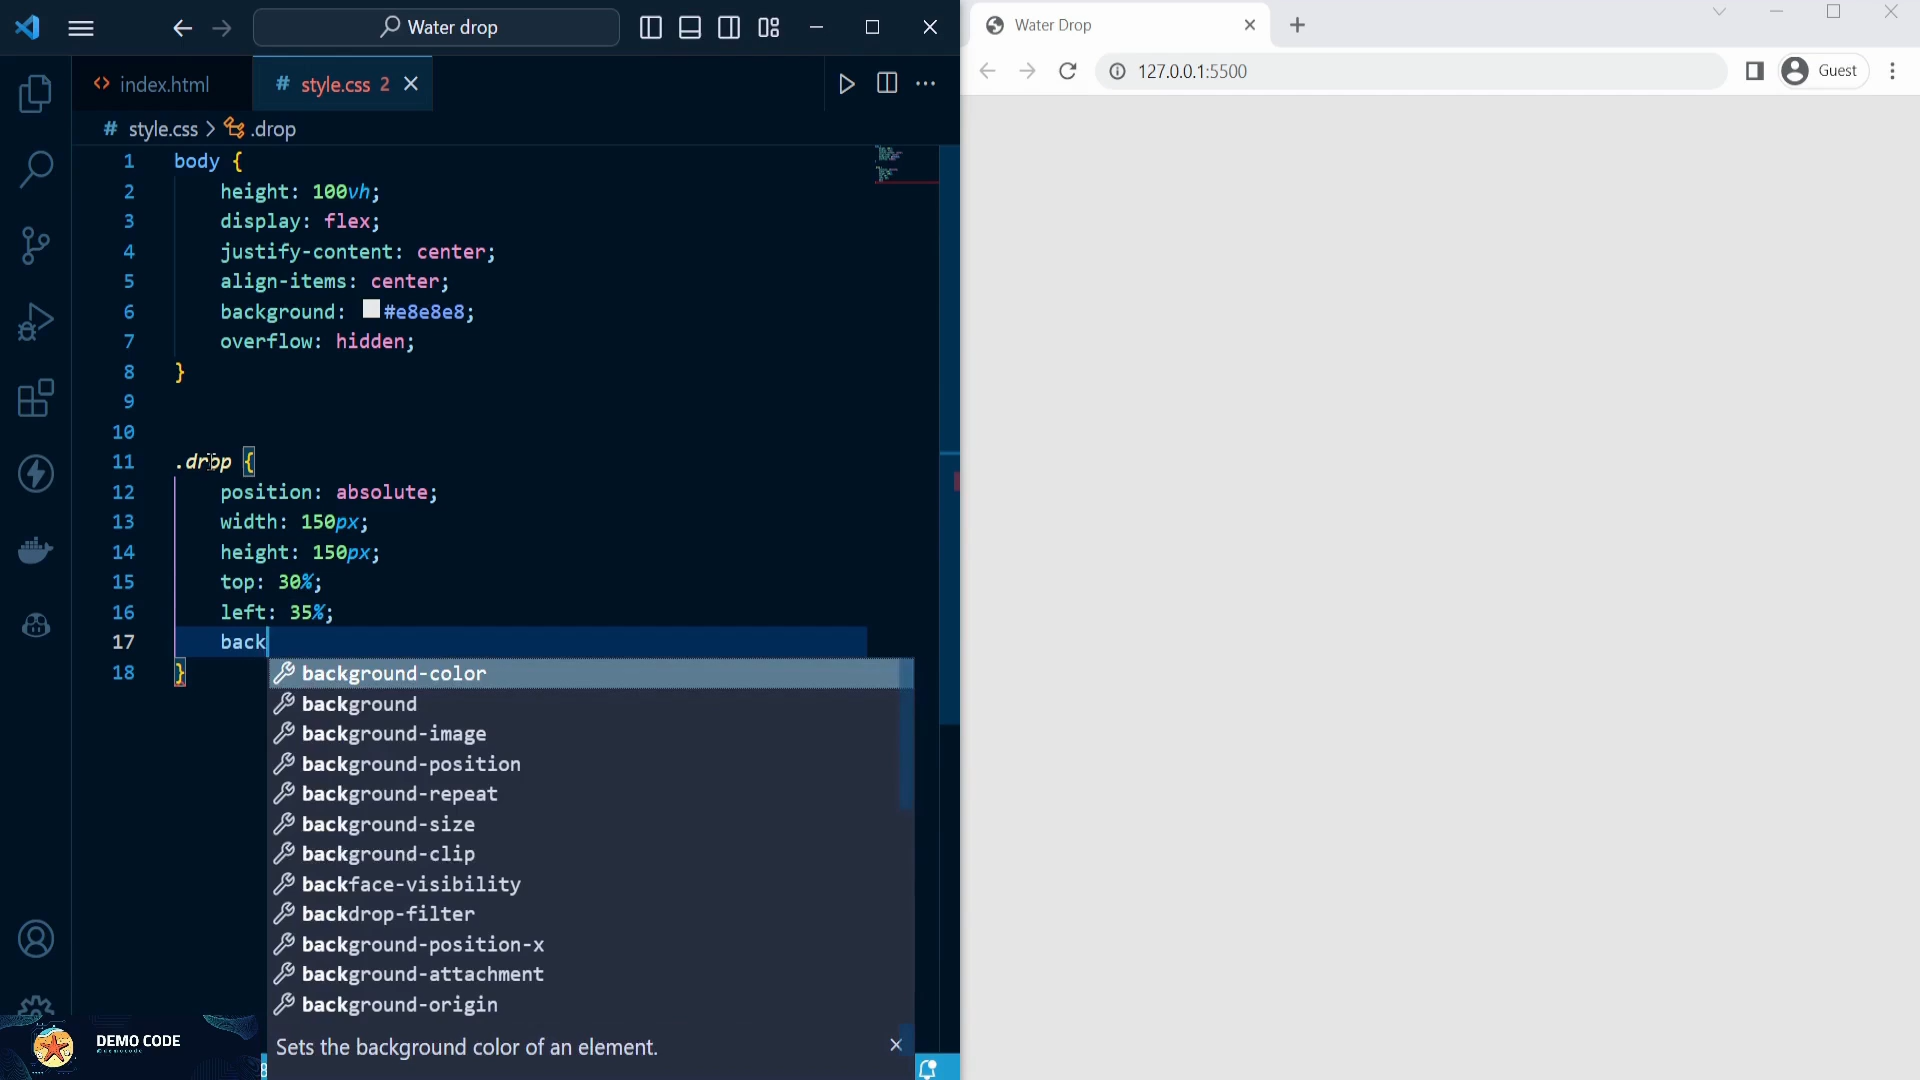 Water drop
index.html
style.css 2
style.css > .drop
1 body {
2 height: 100vh;
3 display: flex;
4 justify-content: center;
5 align-items: center;
6 background: #e8e8e8;
7 overflow: hidden;
8 }
9
10
11 .drop {
12 position: absolute;
13 width: 150px;
14 height: 150px;
15 top: 30%;
16 left: 35%;
17 back
18 }
background-color
background
background-image
background-position
background-repeat
background-size
background-clip
backface-visibility
backdrop-filter
background-position-x
background-attachment
background-origin
Sets the background color of an element.
DEMO CODE
Water Drop
127.0.0.1:5500
Guest